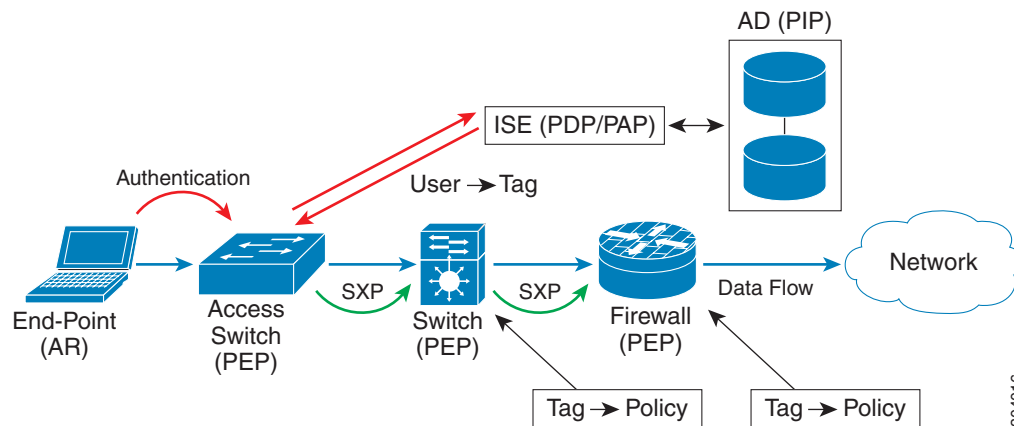 AD (PIP)
ISE (PDP/PAP)
Authentication
User → Tag
Network
SXP
SXP
Data Flow
End-Point
(AR)
Access
Switch
(PEP)
Switch
(PEP)
Firewall
(PEP)
Tag → Policy
Tag → Policy